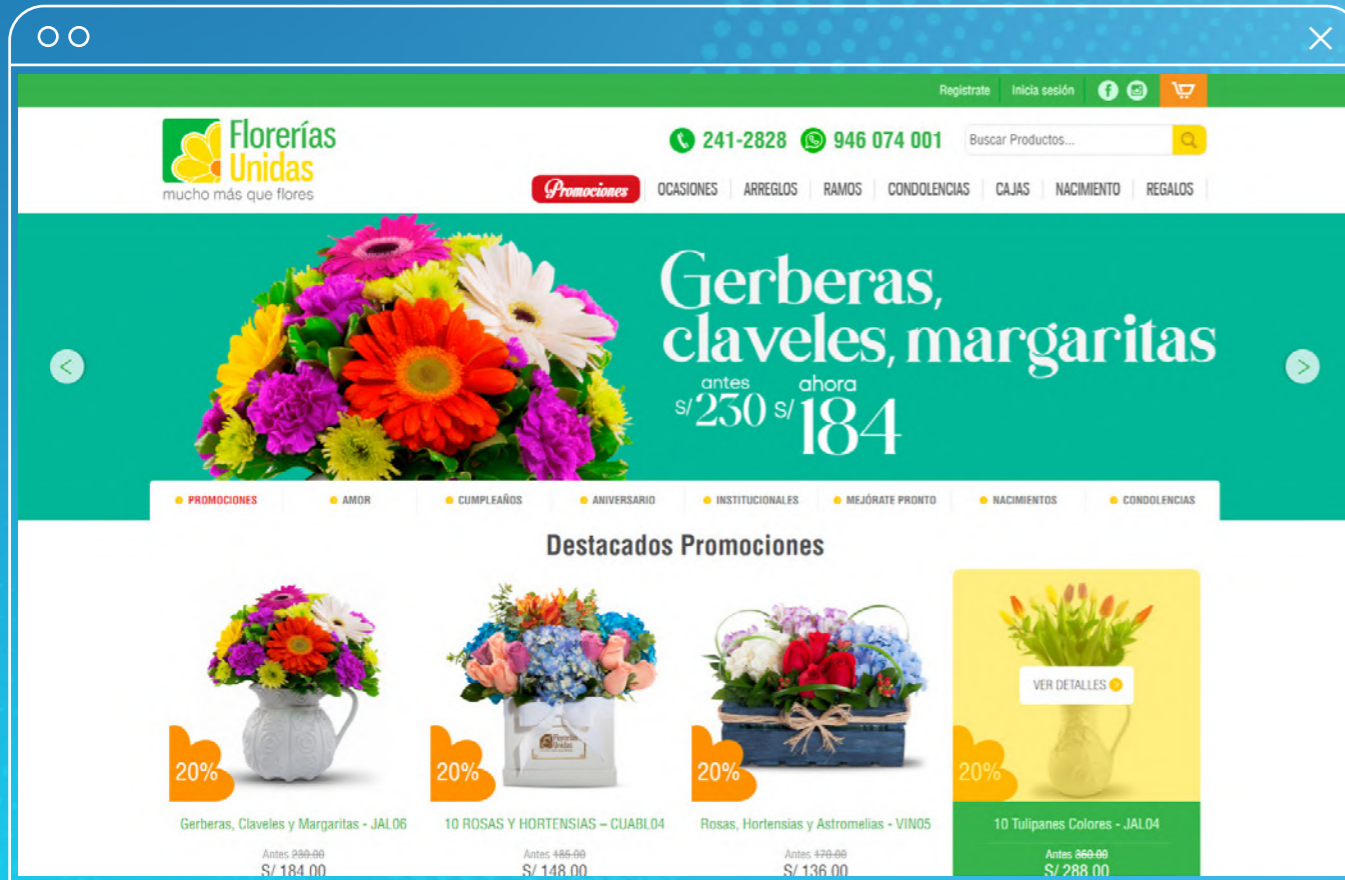 Registrate Inicia sesión
Florerías
Unidas
mucho más que flores
241-2828 946 074 001 Buscar Productos...
Promociones OCASIONES ARREGLOS RAMOS CONDOLENCIAS CAJAS NACIMIENTO REGALOS
Gerberas,
claveles, margaritas
antes ahora
S/ 230 S/ 184
PROMOCIONES AMOR CUMPLEAÑOS ANIVERSARIO INSTITUCIONALES MEJÓRATE PRONTO NACIMIENTOS CONDOLENCIAS
Destacados Promociones
VER DETALLES
Florerías
Unidas
20% 20% 20% 20%
Gerberas, Claveles y Margaritas - JAL06 10 ROSAS Y HORTENSIAS – CUABL04 Rosas, Hortensias y Astromelias - VIN05 10 Tulipanes Colores - JAL04
Antes 230.00 Antes 185.00 Antes 170.00 Antes 360.00
S/ 184.00 S/ 148.00 S/ 136.00 S/ 288.00